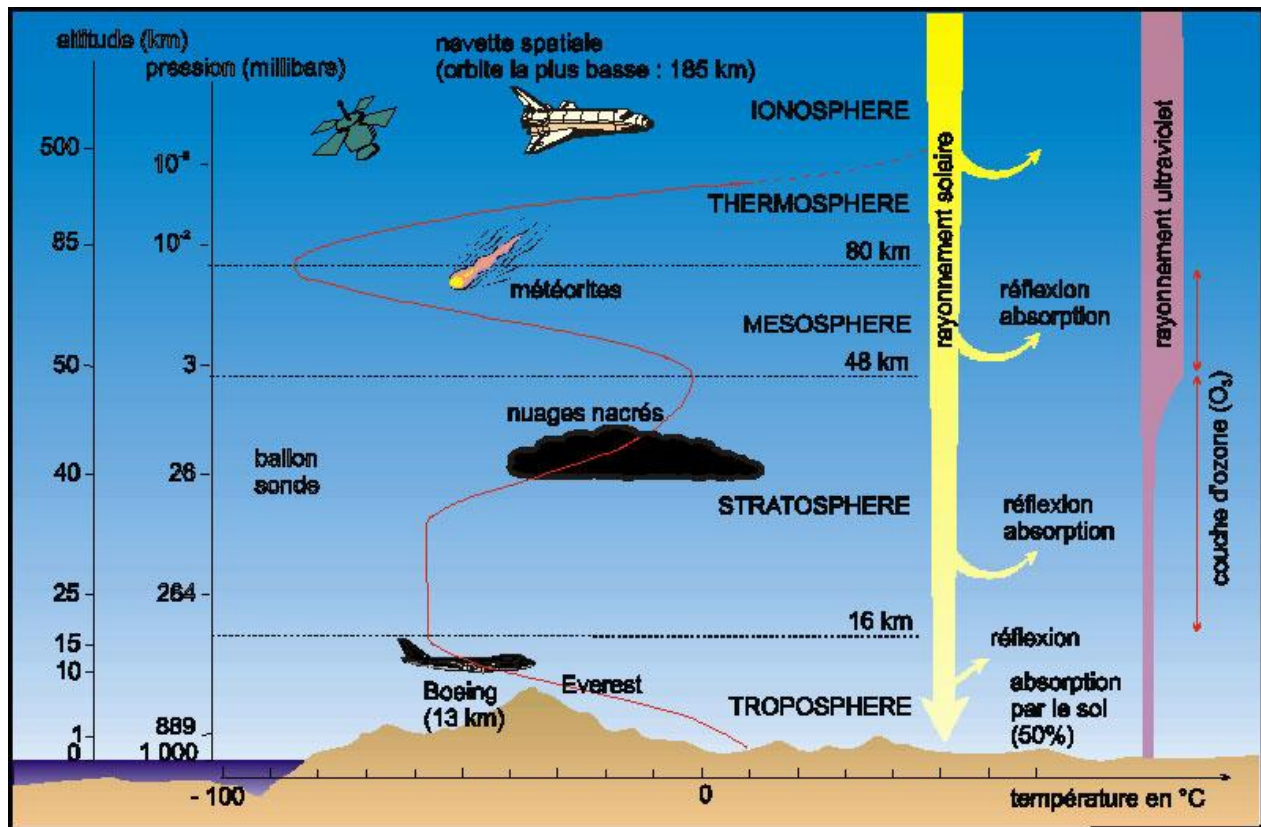 altitude (km)
pression (millibars)
navette spatiale
(orbite la plus basse : 185 km)
IONOSPHERE
500
THERMOSPHERE
85
10-2
80 km
météorites
MESOSPHERE
50
3
48 km
nuages nacrés
ballon
sonde
40
26
STRATOSPHERE
25
264
16 km
15
10
Boeing
(13 km)
Everest
TROPOSPHERE
1
889
0
1 000
- 100
0
température en °C
rayonnement solaire
réflexion
absorption
réflexion
absorption
réflexion
absorption
par le sol
(50%)
rayonnement ultraviolet
couche d'ozone (O3)